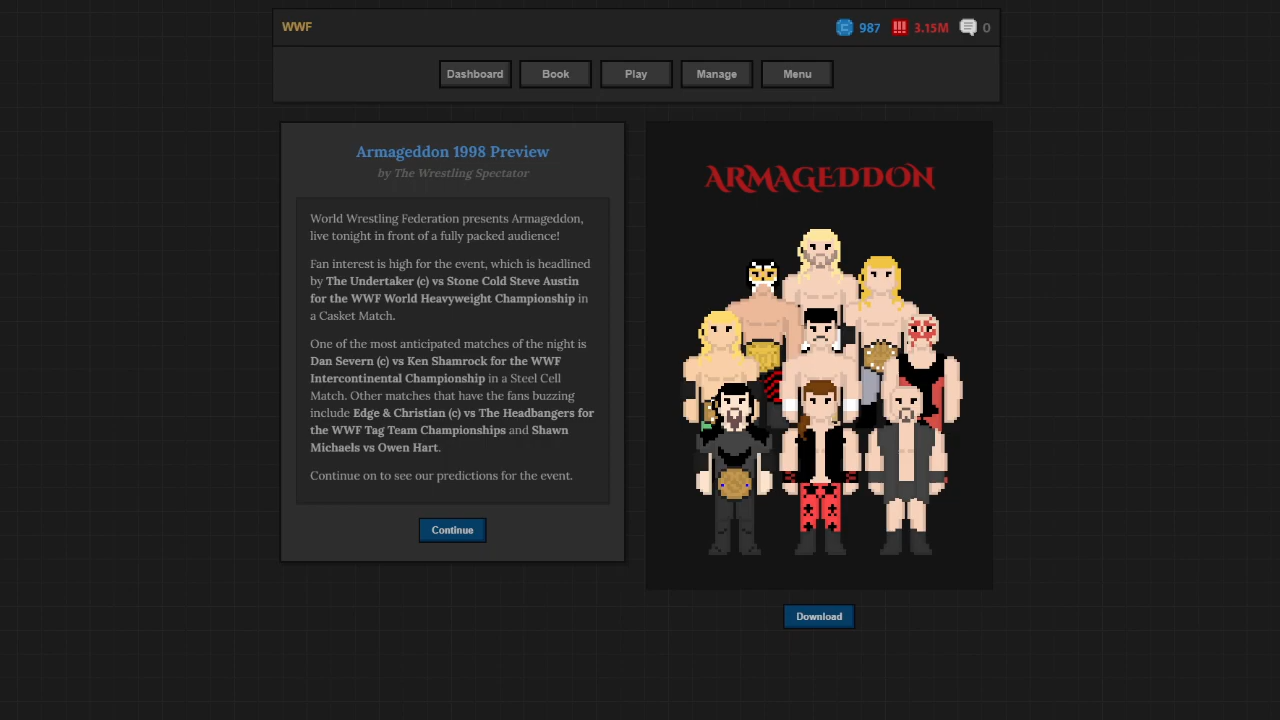 WWF
987
3.15M
0
Dashboard
Book
Play
Manage
Menu
Armageddon 1998 Preview
by The Wrestling Spectator
World Wrestling Federation presents Armageddon,
live tonight in front of a fully packed audience!
Fan interest is high for the event, which is headlined
by The Undertaker (c) vs Stone Cold Steve Austin
for the WWF World Heavyweight Championship in
a Casket Match.
One of the most anticipated matches of the night is
Dan Severn (c) vs Ken Shamrock for the WWF
Intercontinental Championship in a Steel Cell
Match. Other matches that have the fans buzzing
include Edge & Christian (c) vs The Headbangers for
the WWF Tag Team Championships and Shawn
Michaels vs Owen Hart.
Continue on to see our predictions for the event.
Continue
ARMAGEDDON
Download